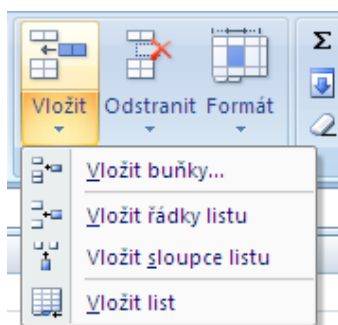 Vložit Odstranit Formát
Σ
Vložit buňky...
Vložit řádky listu
Vložit sloupce listu
Vložit list